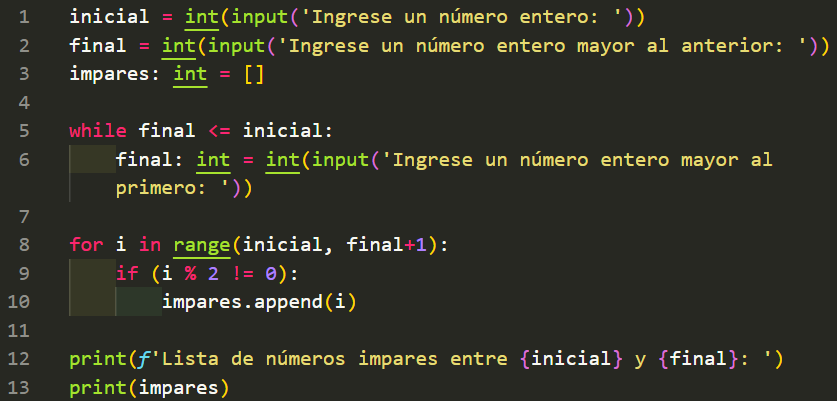 1 inicial = int(input('Ingrese un número entero: '))
2 final = int(input('Ingrese un número entero mayor al anterior: '))
3 impares: int = []
4
5 while final <= inicial:
6     final: int = int(input('Ingrese un número entero mayor al
    primero: '))
7
8 for i in range(inicial, final+1):
9     if (i % 2 != 0):
10         impares.append(i)
11
12 print(f'Lista de números impares entre {inicial} y {final}: ')
13 print(impares)